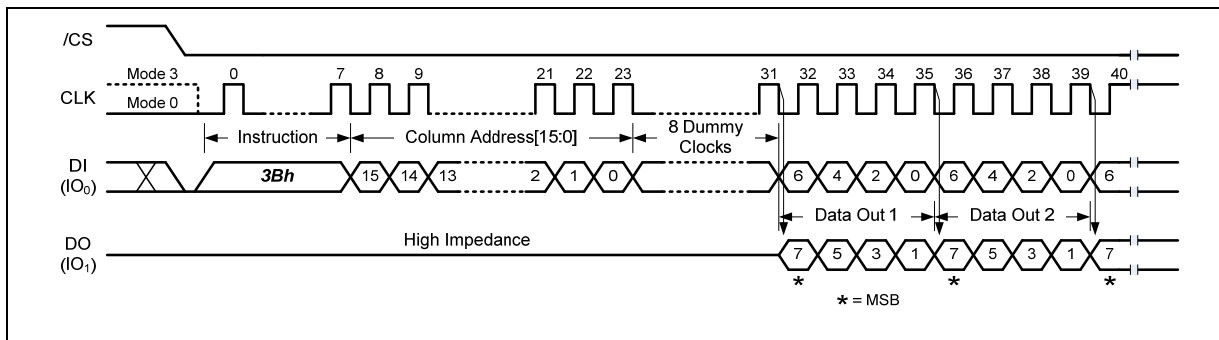 /CS
Mode 3 0 7 8 9 21 22 23 31 32 33 34 35 36 37 38 39 40
CLK
Mode 0
Instruction Column Address[15:0] 8 Dummy
Clocks
DI
(IO₀)
3Bh 15 14 13 2 1 0 6 4 2 0 6 4 2 0 6
Data Out 1 Data Out 2
High Impedance
DO
(IO₁)
7 5 3 1 7 5 3 1 7
* * *
* = MSB